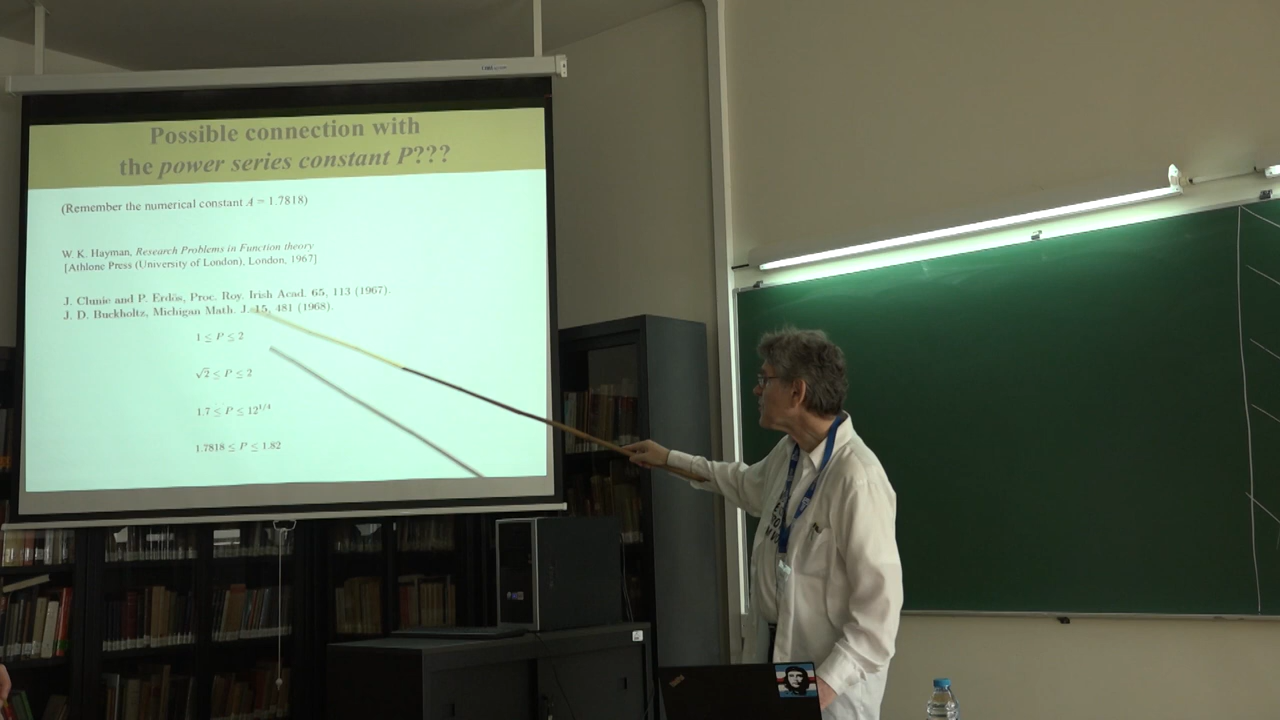 Possible connection with
the power series constant P???
(Remember the numerical constant A = 1.7818)
W. K. Hayman, Research Problems in Function theory
[Athlone Press (University of London), London, 1967]
J. Clunie and P. Erdös, Proc. Roy. Irish Acad. 65, 113 (1967).
J. D. Buckholtz, Michigan Math. J. 15, 481 (1968).
1 ≤ P ≤ 2
√2 ≤ P ≤ 2
1.7 ≤ P ≤ 12^{1/4}
1.7818 ≤ P ≤ 1.82